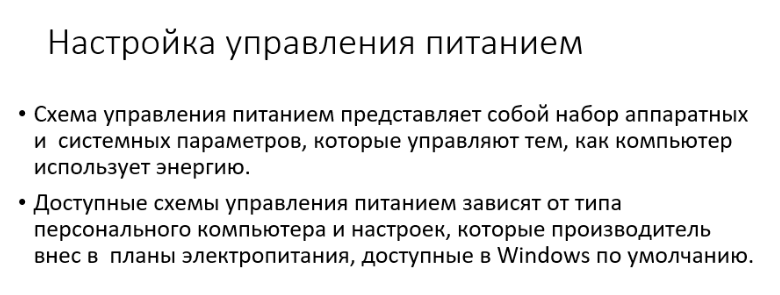 Настройка управления питанием
• Схема управления питанием представляет собой набор аппаратных
и  системных параметров, которые управляют тем, как компьютер
использует энергию.
• Доступные схемы управления питанием зависят от типа
персонального компьютера и настроек, которые производитель
внес в  планы электропитания, доступные в Windows по умолчанию.